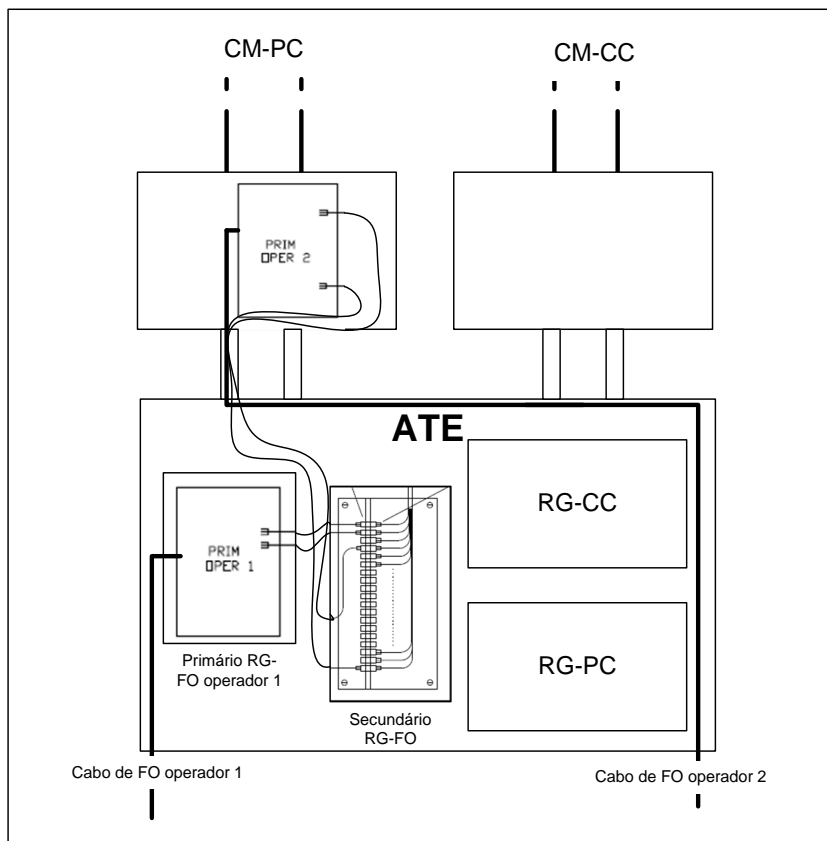 CM-PC
CM-CC
PRIM
OPER 2
ATE
RG-CC
PRIM
OPER 1
RG-PC
Primário RG-
FO operador 1
Secundário
RG-FO
Cabo de FO operador 1
Cabo de FO operador 2